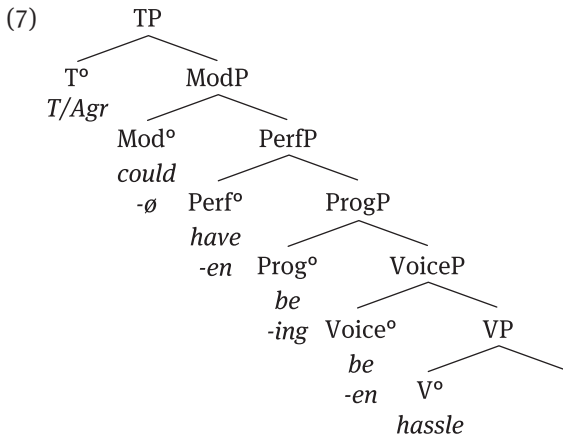 (7) TP
T° ModP
T/Agr
Mod° PerfP
could
-ø Perf° ProgP
have
-en Prog° VoiceP
be
-ing Voice° VP
be
-en V°
hassle